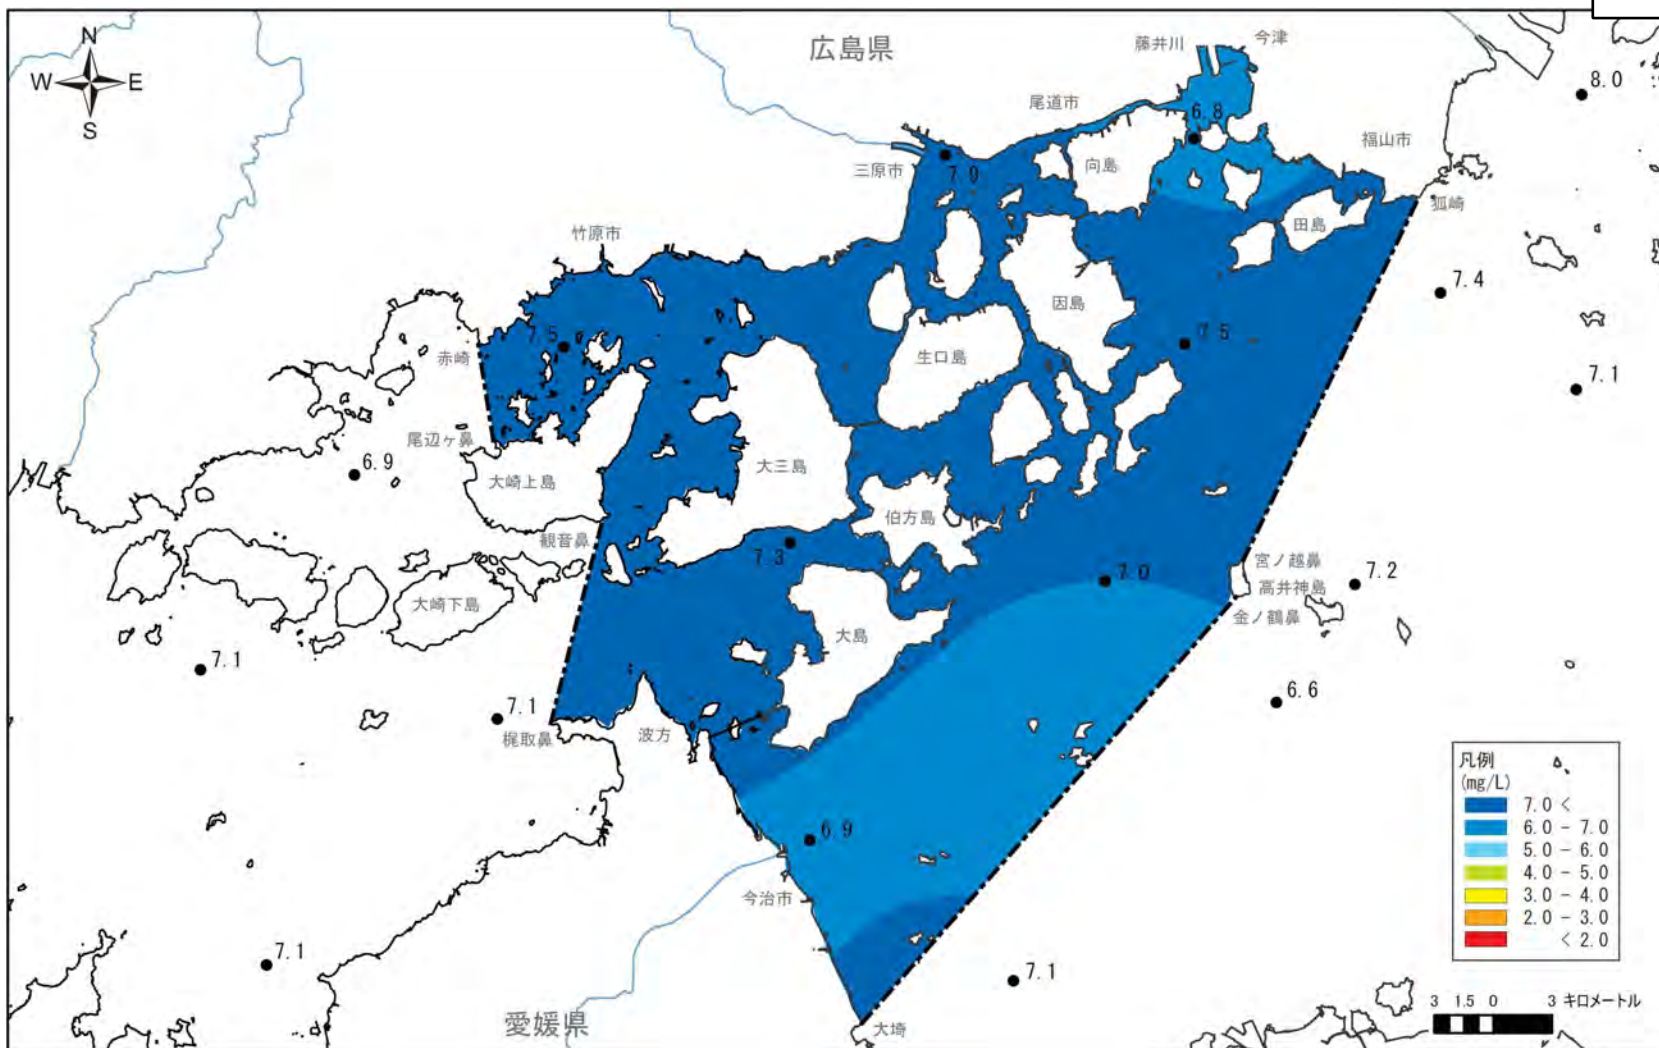 広島県
藤井川
今津
N
W
E
S
8.0
尾道市
6.8
福山市
三原市
7.0
向島
狐崎
田島
竹原市
7.4
因島
7.5
7.5
赤崎
生口島
7.1
尾辺ヶ鼻
6.9
大三島
大崎上島
伯方島
観音鼻
7.3
宮ノ越鼻
7.0
7.2
高井神島
大崎下島
金ノ鶴鼻
大島
7.1
6.6
7.1
波方
梶取鼻
凡例
(mg/L)
7.0 <
6.0 - 7.0
5.0 - 6.0
4.0 - 5.0
3.0 - 4.0
2.0 - 3.0
< 2.0
6.9
今治市
7.1
7.1
3 1.5 0 3 キロメートル
愛媛県
大埼